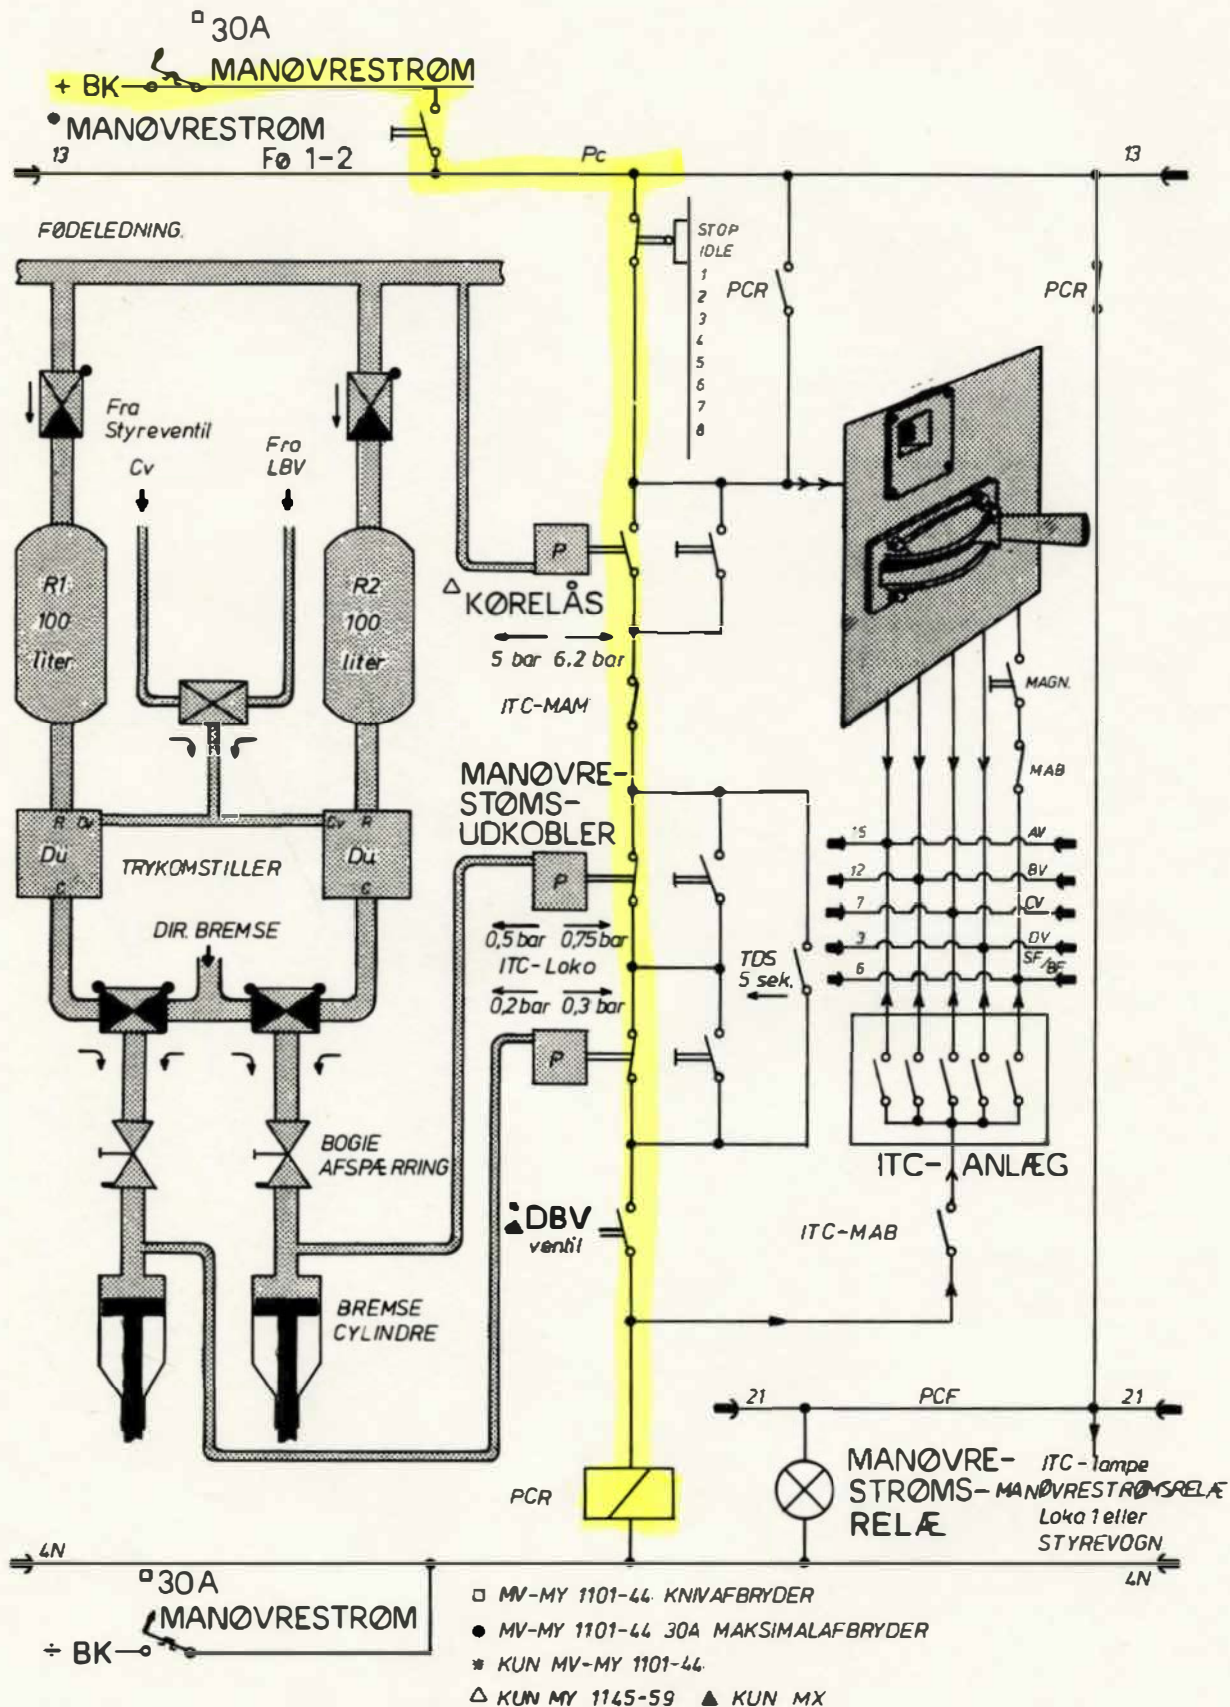 □ 30A
+ BK MANØVRESTRØM
● MANØVRESTRØM
13 Fø 1-2 Pc 13
FØDELEDNING.
STOP
IDLE
1
2
3
4
5
6
7
8
PCR
PCR
Fra
Styreventil
Cv
Fra
LBV
R1
100
liter
R2
100
liter
P
△ KØRELÅS
5 bar 6.2 bar
ITC-MAM
MAGN.
MAB
MANØVRE-
STØMS-
UDKOBLER
R Cv
Du
C
Cv R
Du
C
TRYKOMSTILLER
P
15 AV
12 BV
7 CV
3 DV
6 SF/BF
DIR. BREMSE
0,5 bar 0,75 bar
ITC-Loko
0,2 bar 0,3 bar
TDS
5 sek.
P
BOGIE
AFSPÆRRING
ITC- ANLÆG
DBV
ventil
ITC-MAB
BREMSE
CYLINDRE
21 PCF 21
PCR
MANØVRE-
STRØMS-
RELÆ
ITC-lampe
MANØVRESTRØMSRELÆ
Loko 1 eller
STYREVOGN
4N
4N
□ 30A
MANØVRESTRØM
÷ BK
□ MV-MY 1101-44 KNIVAFBRYDER
● MV-MY 1101-44 30A MAKSIMALAFBRYDER
* KUN MV-MY 1101-44
△ KUN MY 1145-59 ▲ KUN MX